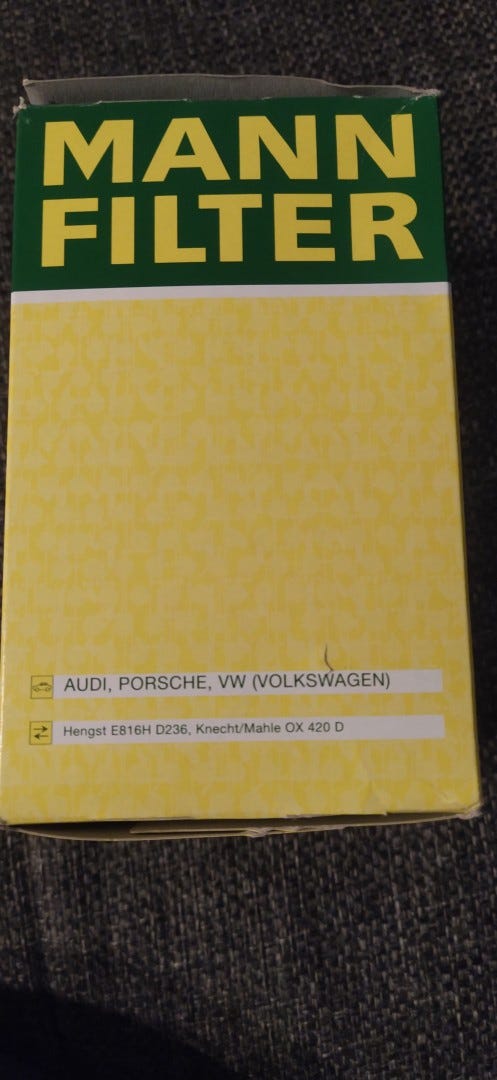 MANN
FILTER
AUDI, PORSCHE, VW (VOLKSWAGEN)
Hengst E816H D236, Knecht/Mahle OX 420 D